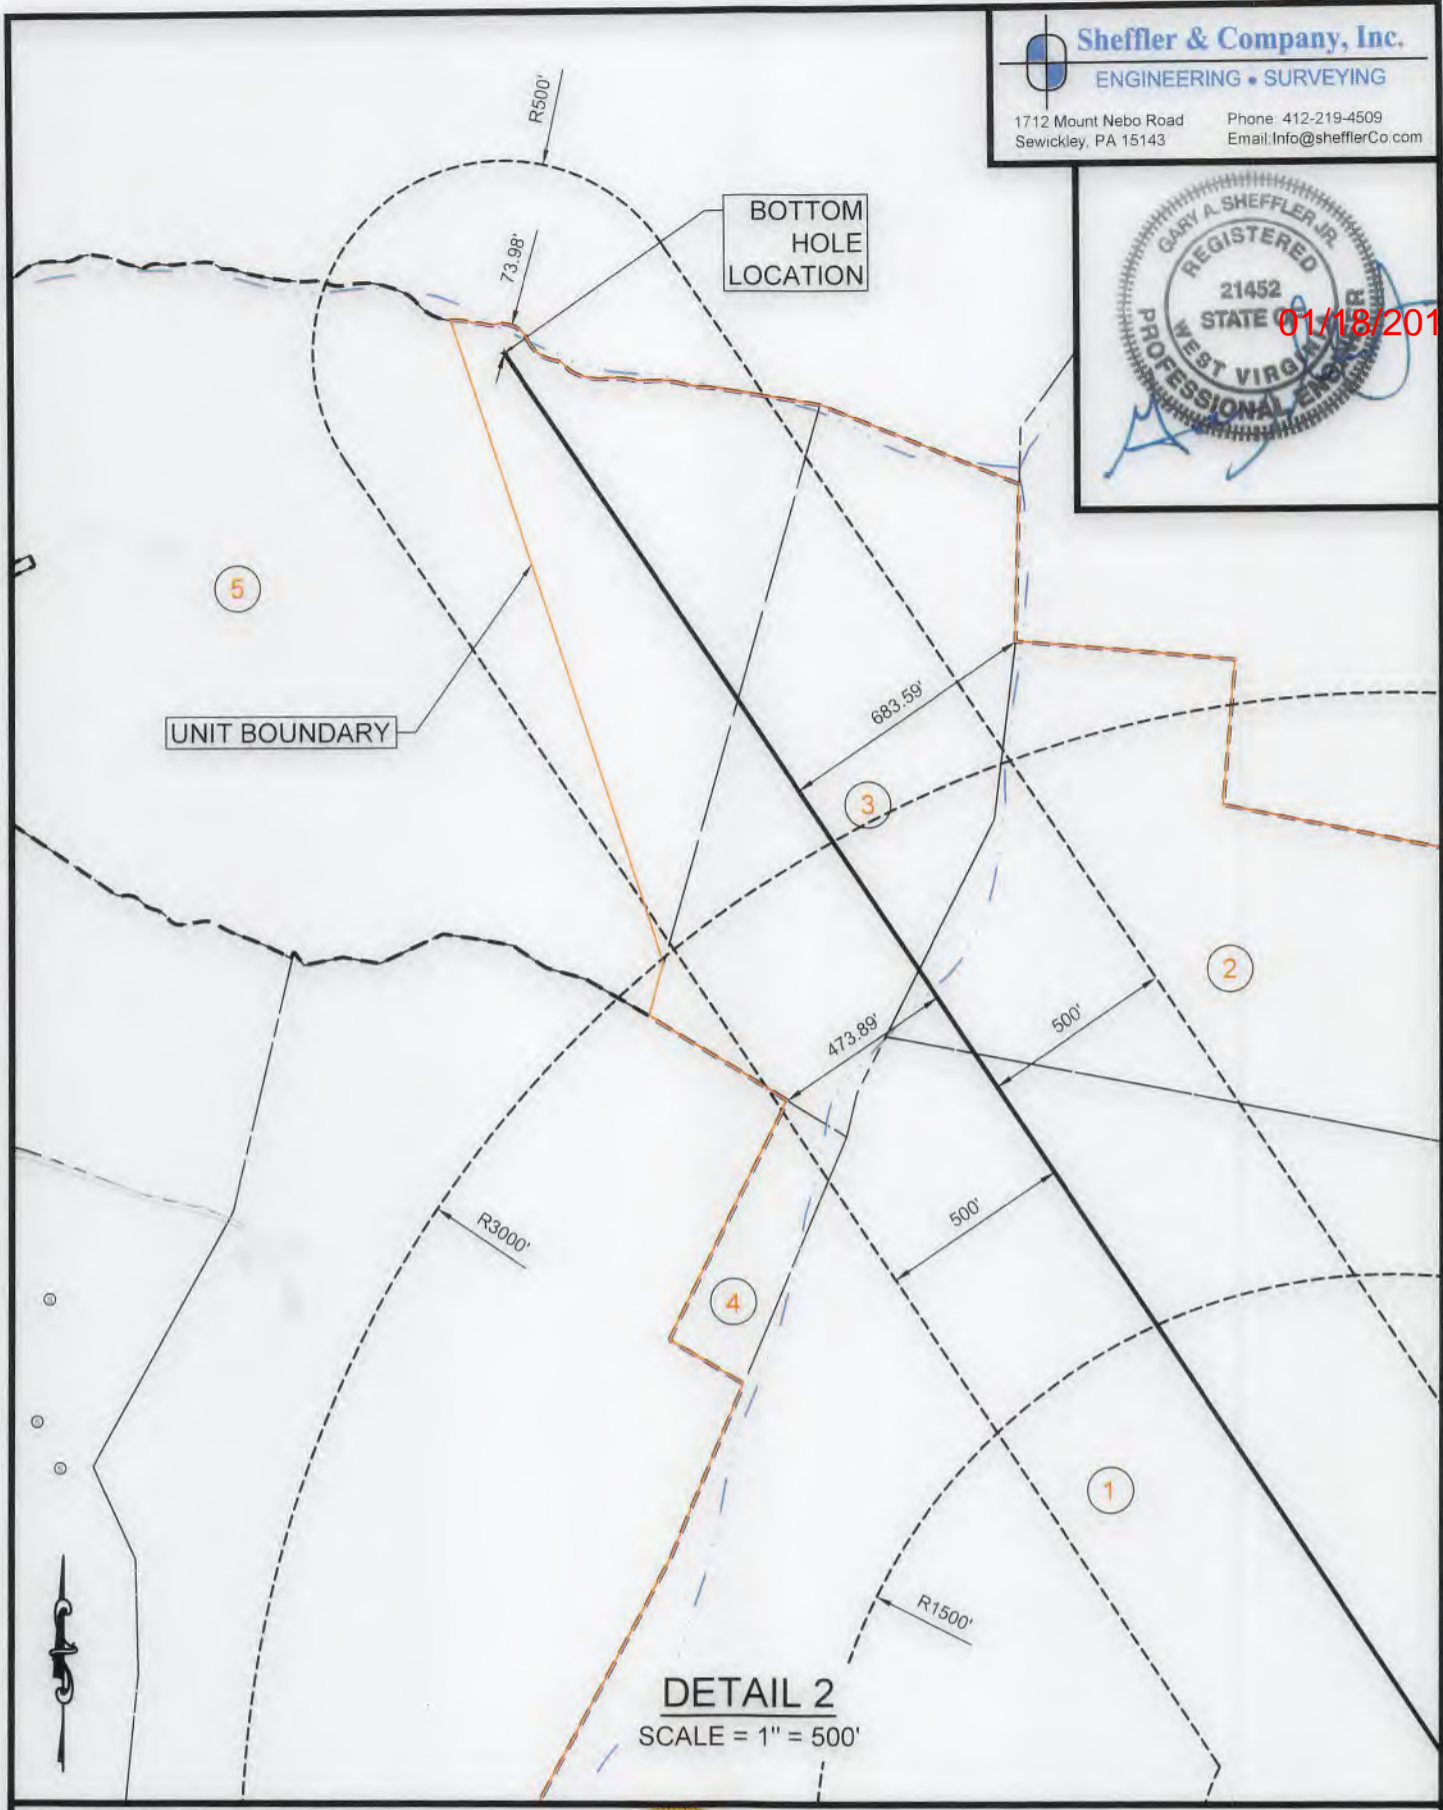 Sheffler & Company, Inc.
ENGINEERING • SURVEYING
1712 Mount Nebo Road
Sewickley, PA 15143
Phone: 412-219-4509
Email:Info@shefflerCo.com
GARY A. SHEFFLER JR.
REGISTERED
21452
STATE
WEST VIRGINIA
PROFESSIONAL ENGINEER
01/18/201
R500'
BOTTOM
HOLE
LOCATION
73.98'
5
UNIT BOUNDARY
683.59'
3
2
473.89'
500'
500'
R3000'
4
1
R1500'
DETAIL 2
SCALE = 1" = 500'